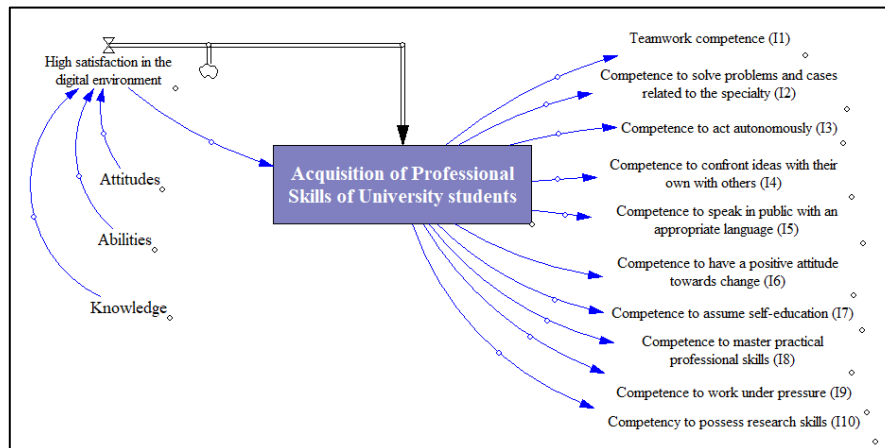 High satisfaction in the
digital environment
Attitudes
Abilities
Knowledge
Acquisition of Professional
Skills of University students
Teamwork competence (I1)
Competence to solve problems and cases
related to the specialty (I2)
Competence to act autonomously (I3)
Competence to confront ideas with their
own with others (I4)
Competence to speak in public with an
appropriate language (I5)
Competence to have a positive attitude
towards change (I6)
Competence to assume self-education (I7)
Competence to master practical
professional skills (I8)
Competence to work under pressure (I9)
Competency to possess research skills (I10)